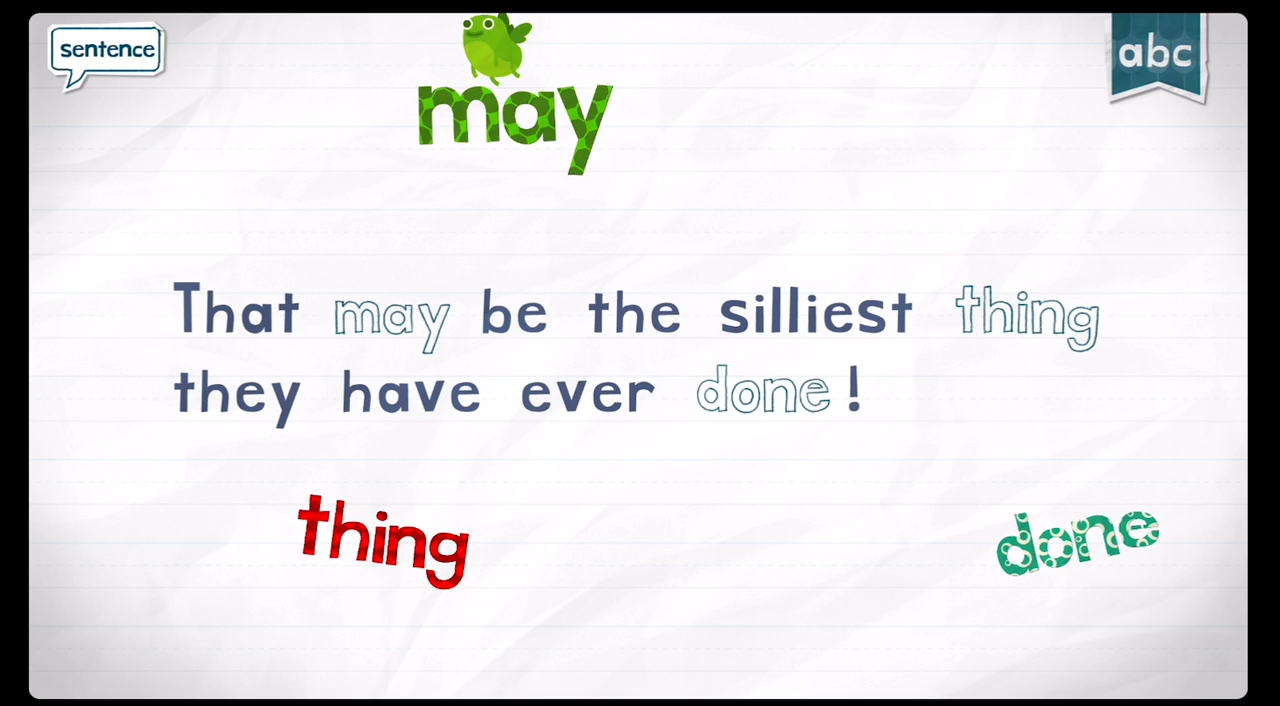 sentence
abc
may
That may be the silliest thing
they have ever done!
thing
done